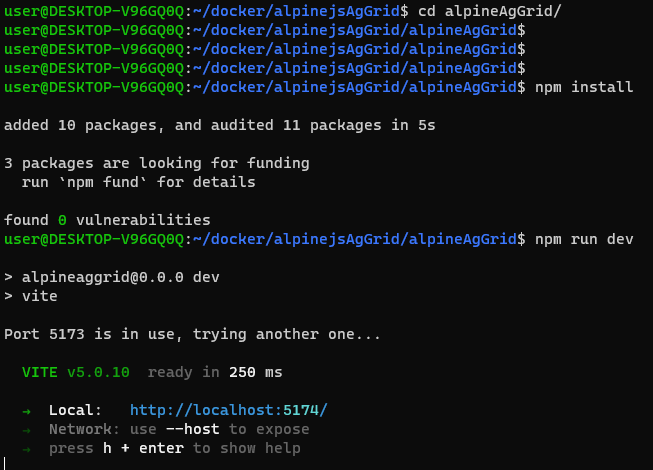 user@DESKTOP-V96GQ0Q:~/docker/alpinejsAgGrid$ cd alpineAgGrid/
user@DESKTOP-V96GQ0Q:~/docker/alpinejsAgGrid/alpineAgGrid$
user@DESKTOP-V96GQ0Q:~/docker/alpinejsAgGrid/alpineAgGrid$
user@DESKTOP-V96GQ0Q:~/docker/alpinejsAgGrid/alpineAgGrid$
user@DESKTOP-V96GQ0Q:~/docker/alpinejsAgGrid/alpineAgGrid$ npm install
added 10 packages, and audited 11 packages in 5s
3 packages are looking for funding
run `npm fund` for details
found 0 vulnerabilities
user@DESKTOP-V96GQ0Q:~/docker/alpinejsAgGrid/alpineAgGrid$ npm run dev
> alpineaggrid@0.0.0 dev
> vite
Port 5173 is in use, trying another one...
VITE v5.0.10 ready in 250 ms
→ Local: http://localhost:5174/
→ Network: use --host to expose
→ press h + enter to show help